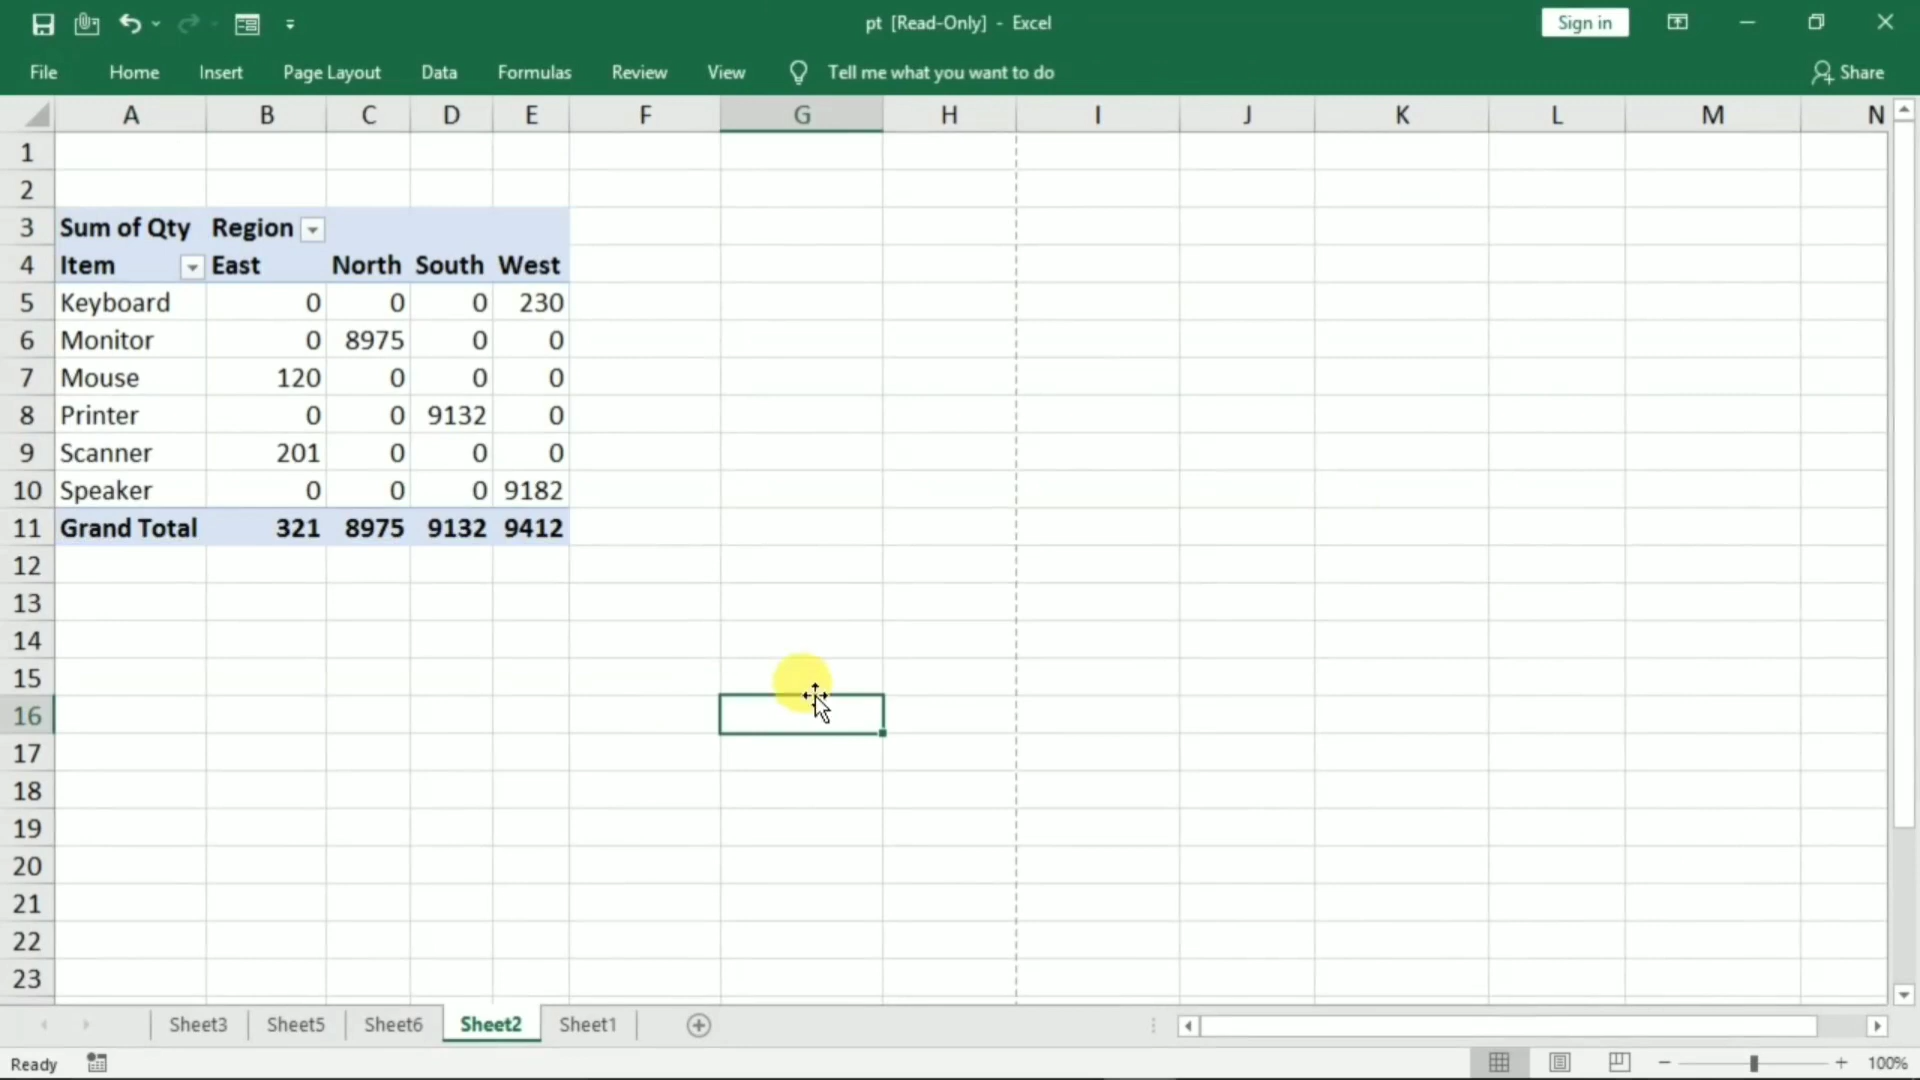 pt [Read-Only] - Excel
Sign in
File Home Insert Page Layout Data Formulas Review View Tell me what you want to do Share
A B C D E F G H I J K L M N
1
2
3 Sum of Qty Region
4 Item East North South West
5 Keyboard 0 0 0 230
6 Monitor 0 8975 0 0
7 Mouse 120 0 0 0
8 Printer 0 0 9132 0
9 Scanner 201 0 0 0
10 Speaker 0 0 0 9182
11 Grand Total 321 8975 9132 9412
12
13
14
15
16
17
18
19
20
21
22
23
Sheet3 Sheet5 Sheet6 Sheet2 Sheet1
Ready 100%